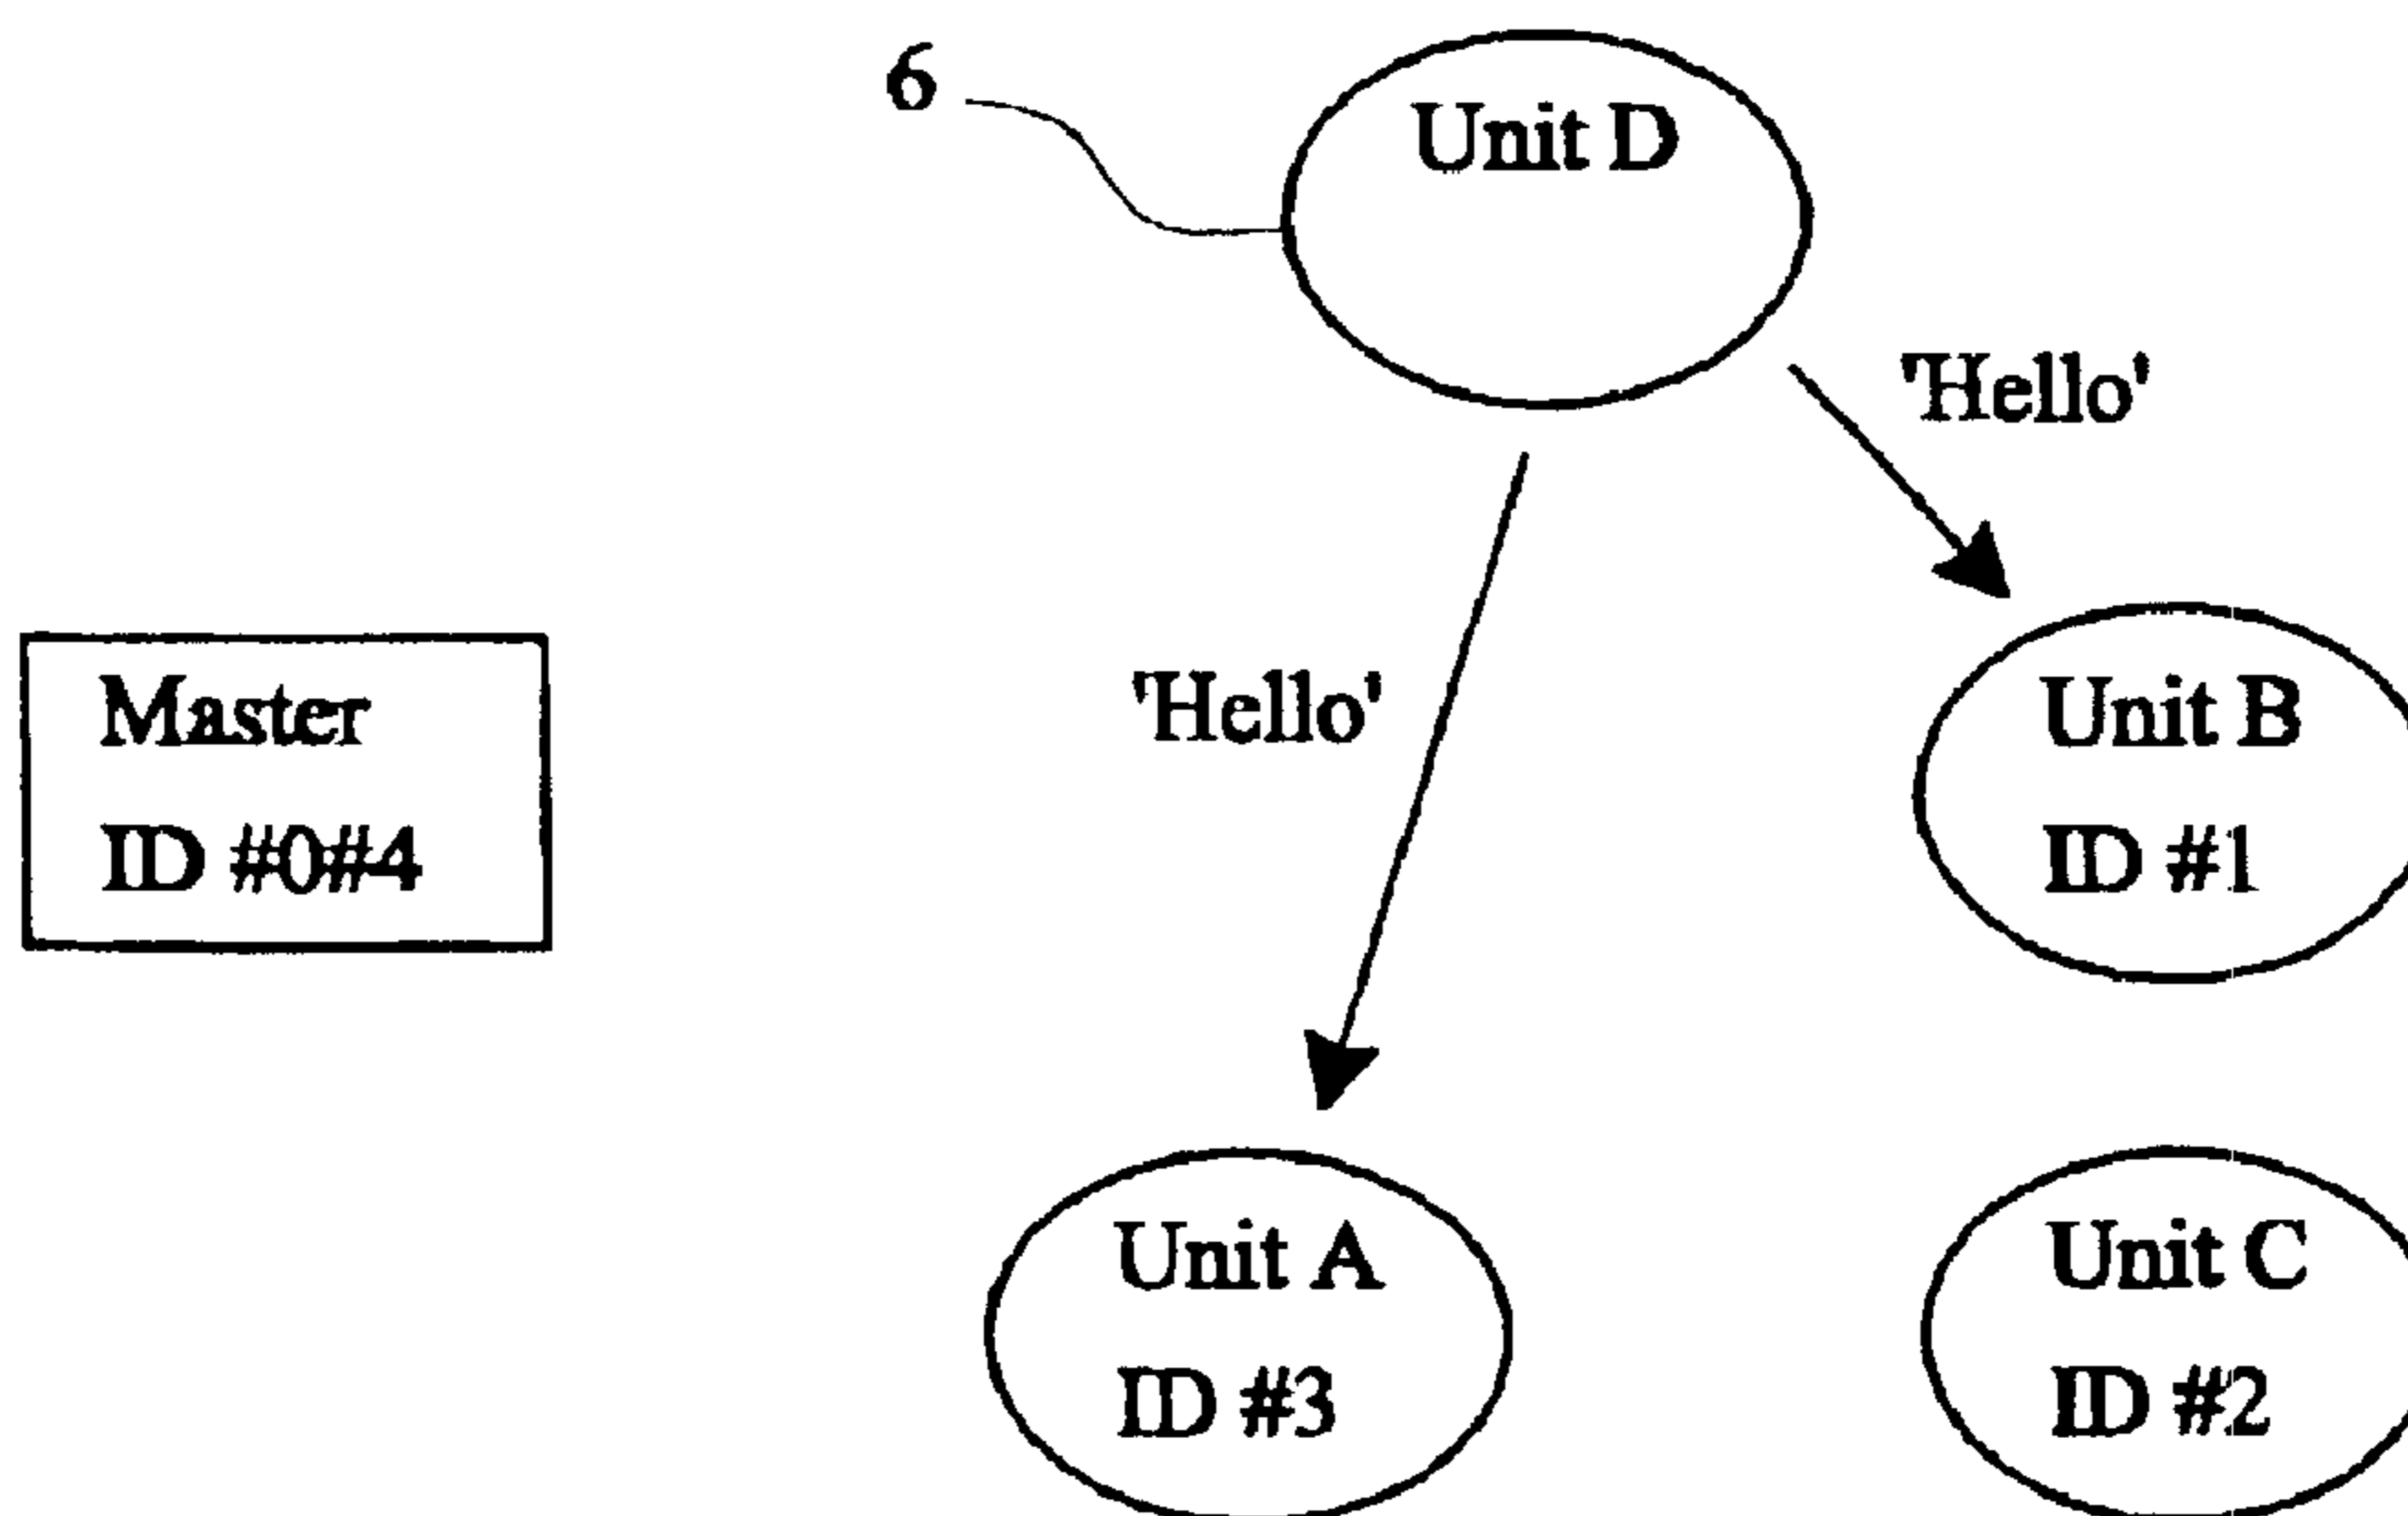 6
Unit D
'Hello'
'Hello'
Master
ID #0#4
Unit B
ID #1
Unit A
ID #3
Unit C
ID #2